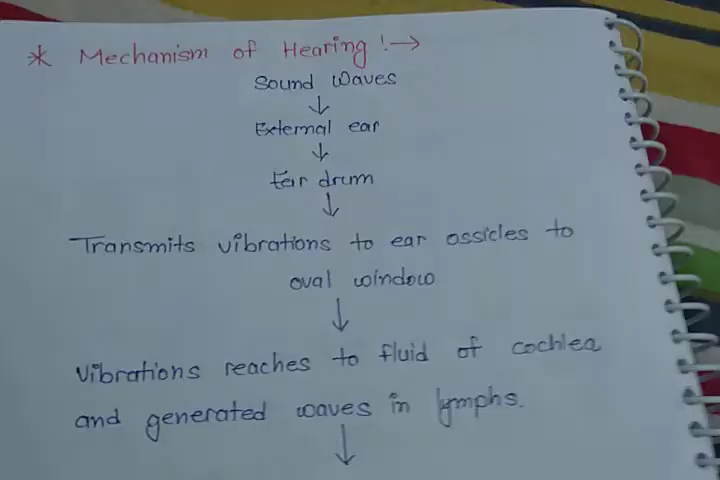 * Mechanism of Hearing !→
Sound Waves
↓
External ear
↓
Ear drum
↓
Transmits vibrations to ear ossicles to
oval window
↓
vibrations reaches to fluid of cochlea
and generated waves in lymphs.
↓